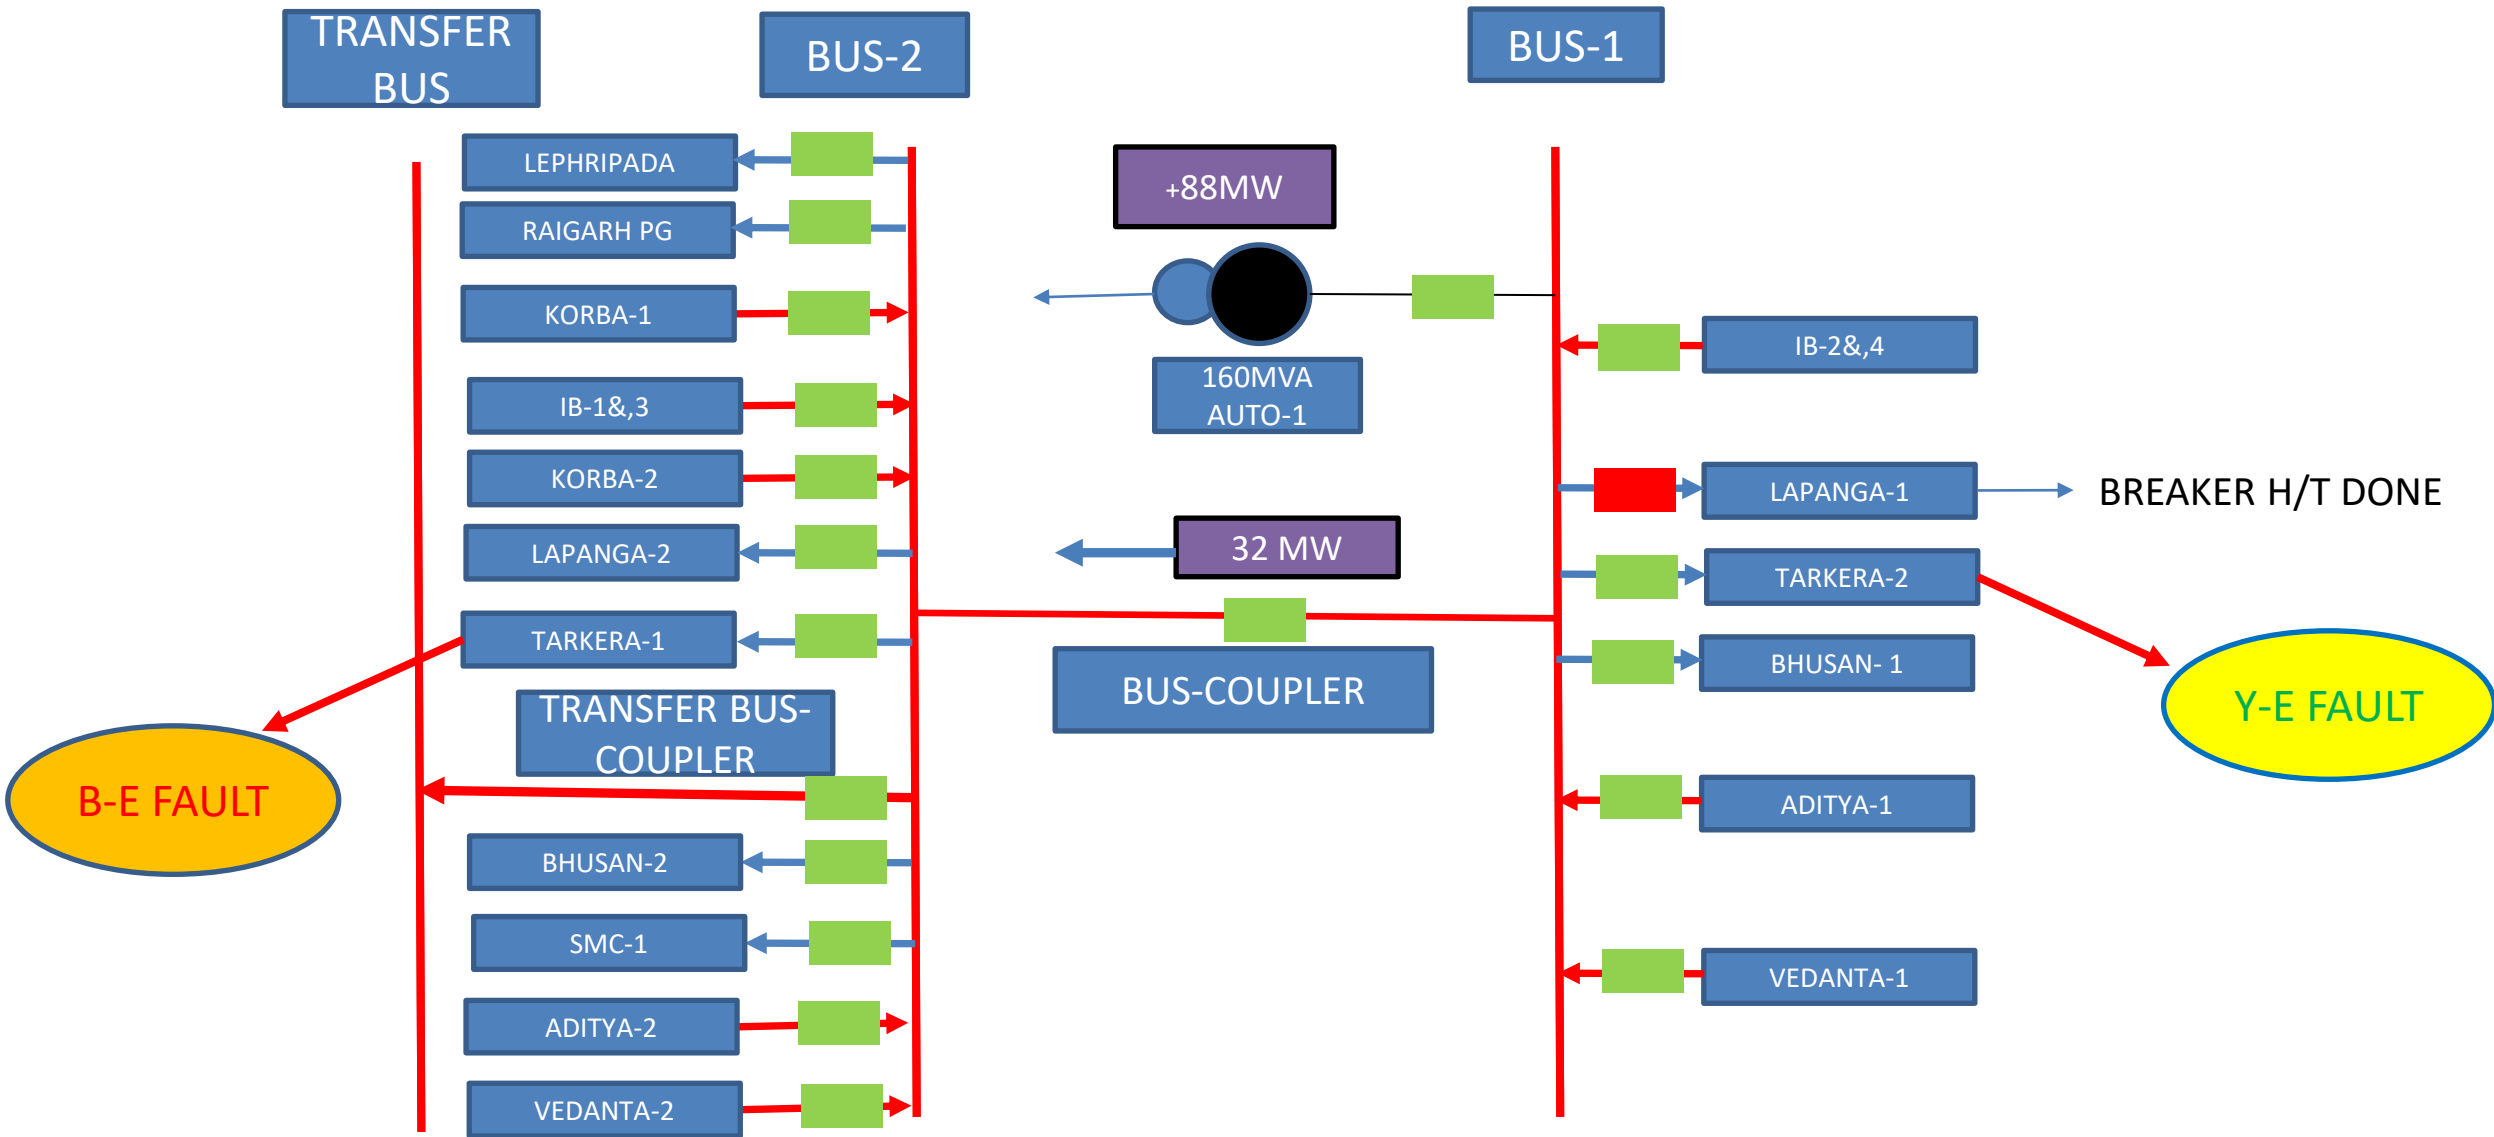 TRANSFER
BUS
BUS-2
BUS-1
LEPHRIPADA
RAIGARH PG
KORBA-1
IB-1&,3
KORBA-2
LAPANGA-2
TARKERA-1
TRANSFER BUS-
COUPLER
B-E FAULT
BHUSAN-2
SMC-1
ADITYA-2
VEDANTA-2
+88MW
160MVA
AUTO-1
32 MW
BUS-COUPLER
IB-2&,4
LAPANGA-1
BREAKER H/T DONE
TARKERA-2
BHUSAN- 1
Y-E FAULT
ADITYA-1
VEDANTA-1